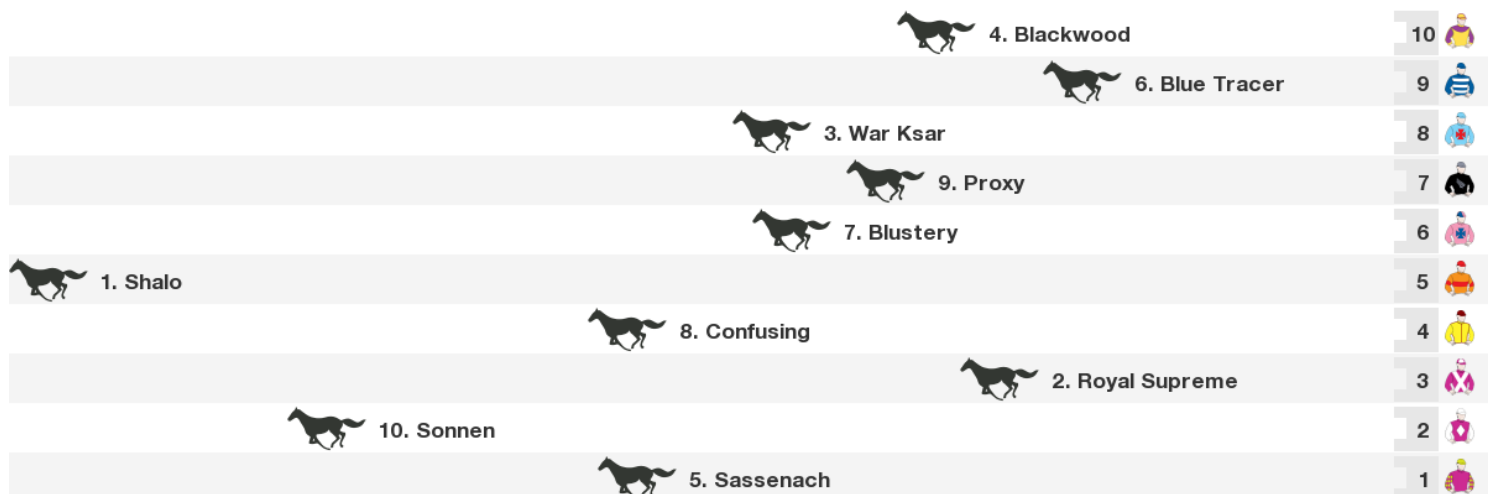 4. Blackwood 10
6. Blue Tracer 9
3. War Ksar 8
9. Proxy 7
7. Blustery 6
1. Shalo 5
8. Confusing 4
2. Royal Supreme 3
10. Sonnen 2
5. Sassenach 1